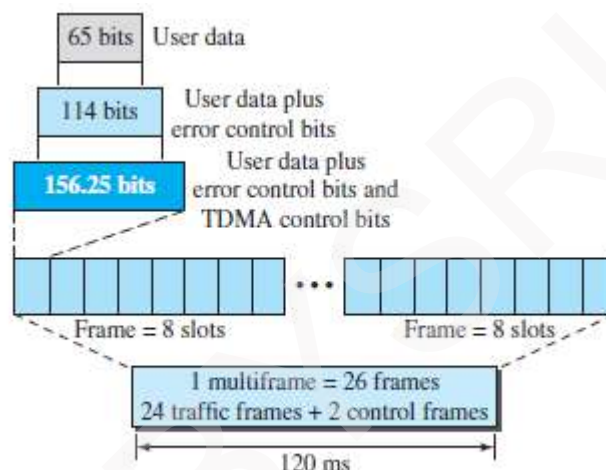 65 bits User data
114 bits User data plus
error control bits
156.25 bits User data plus
error control bits and
TDMA control bits
Frame = 8 slots Frame = 8 slots
1 multiframe = 26 frames
24 traffic frames + 2 control frames
120 ms